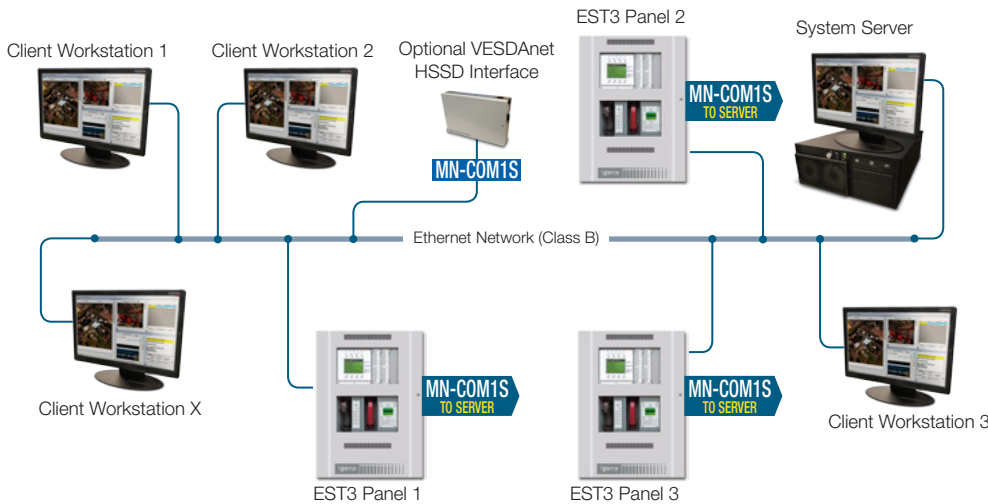 EST3 Panel 2
System Server
Client Workstation 1
Client Workstation 2
Optional VESDAnet
HSSD Interface
MN-COM1S
TO SERVER
MN-COM1S
Ethernet Network (Class B)
MN-COM1S
TO SERVER
MN-COM1S
TO SERVER
Client Workstation X
Client Workstation 3
EST3 Panel 1
EST3 Panel 3